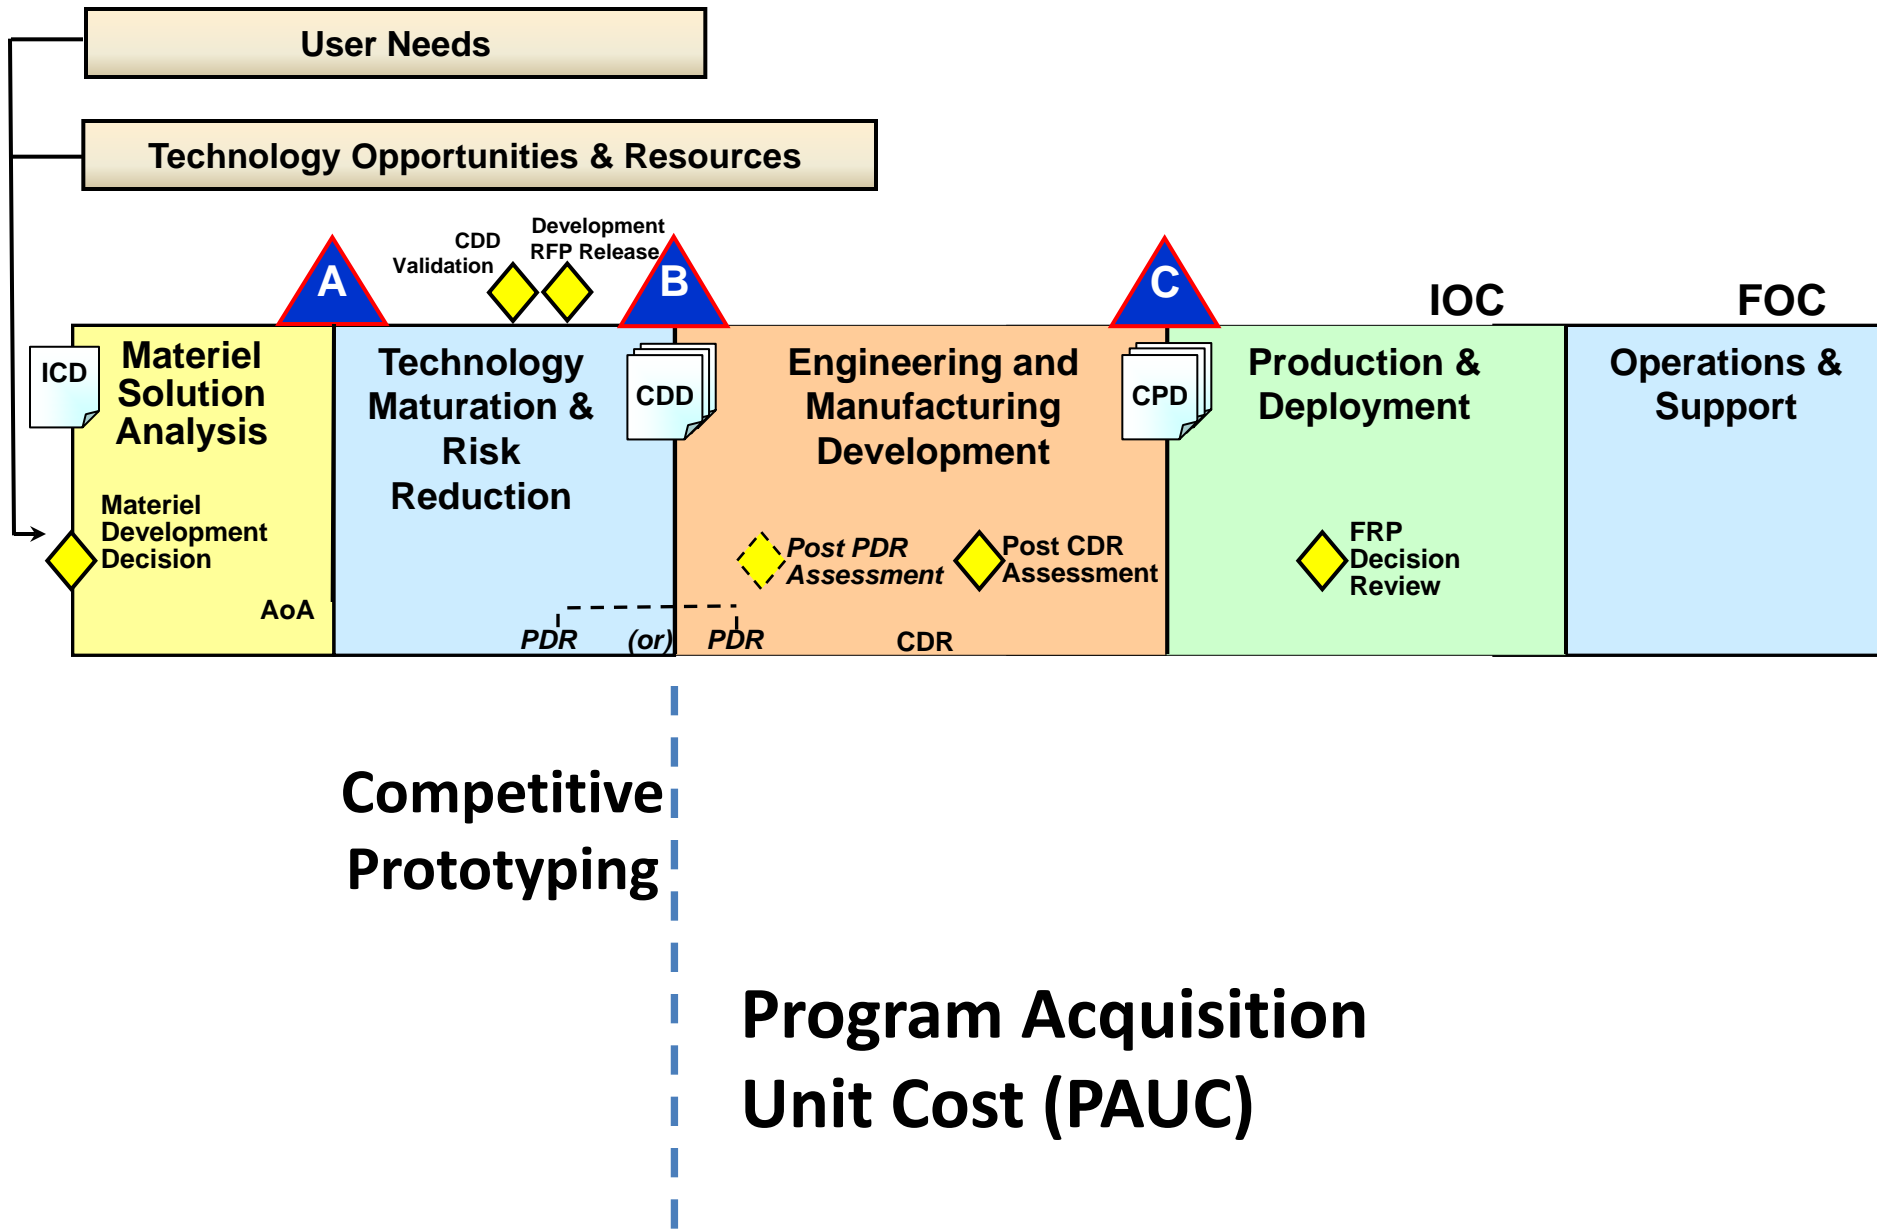 User Needs
Technology Opportunities & Resources
CDD
Validation
Development
RFP Release
A
B
C
IOC
FOC
ICD
Materiel
Solution
Analysis
Technology
Maturation &
Risk
Reduction
CDD
Engineering and
Manufacturing
Development
CPD
Production &
Deployment
Operations &
Support
Materiel
Development
Decision
Post PDR
Assessment
Post CDR
Assessment
FRP
Decision
Review
AoA
PDR
(or)
PDR
CDR
Competitive
Prototyping
Program Acquisition
Unit Cost (PAUC)